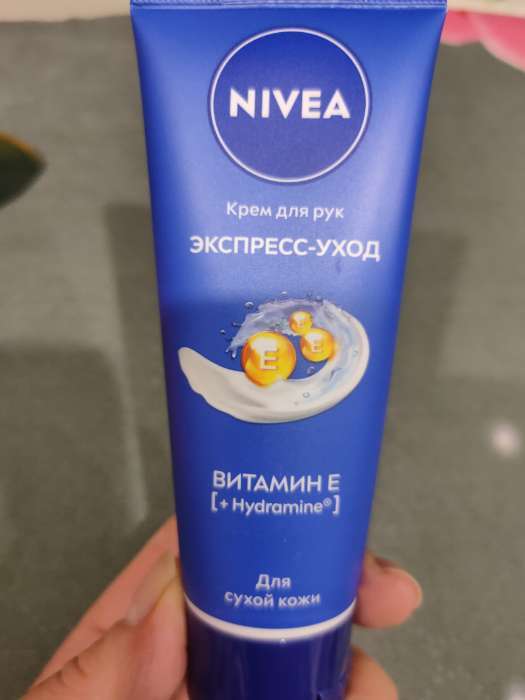 NIVEA
Крем для рук
ЭКСПРЕСС-УХОД
E
E
E
ВИТАМИН Е
[+ Hydramine®]
Для
сухой кожи